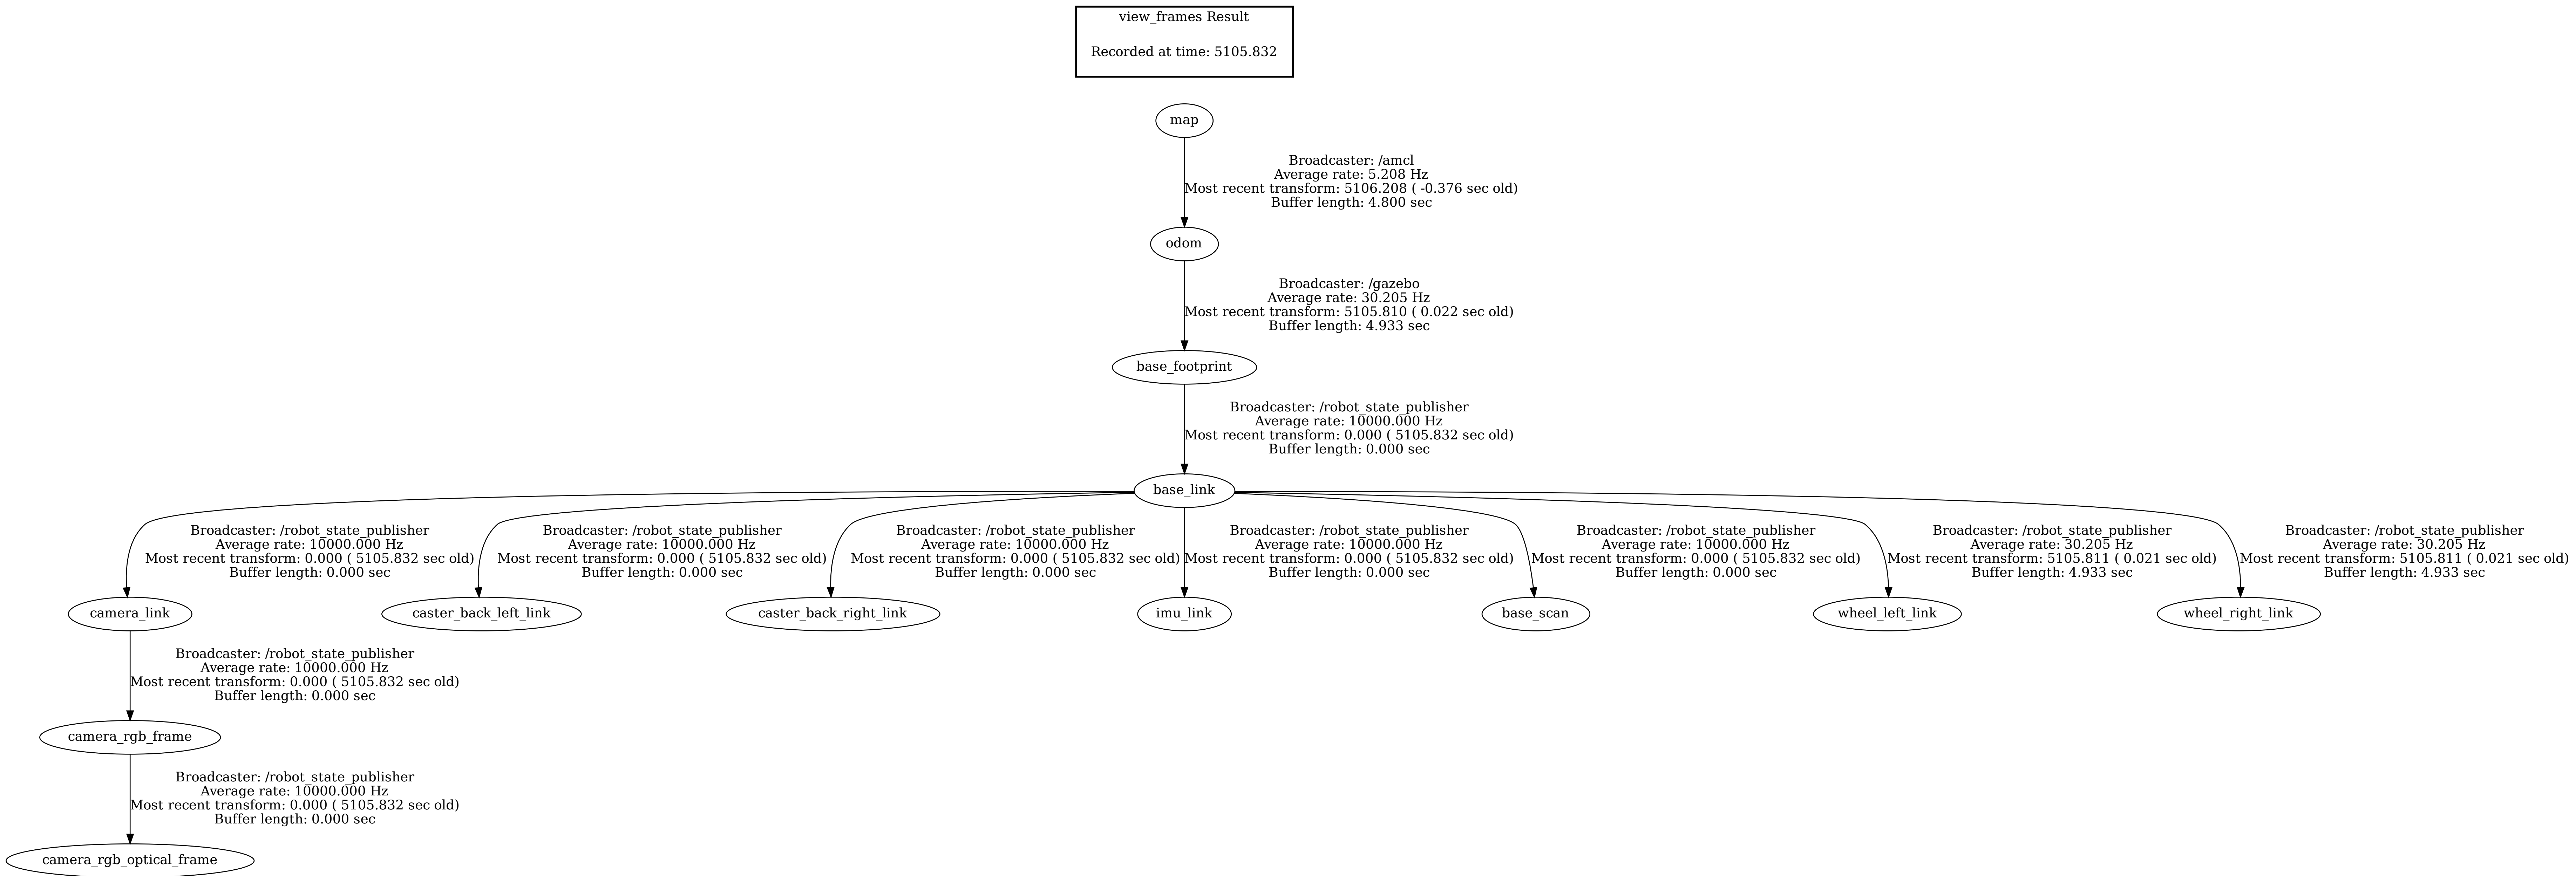 view_frames Result
Recorded at time: 5105.832
map
Broadcaster: /amcl
Average rate: 5.208 Hz
Most recent transform: 5106.208 ( -0.376 sec old)
Buffer length: 4.800 sec
odom
Broadcaster: /gazebo
Average rate: 30.205 Hz
Most recent transform: 5105.810 ( 0.022 sec old)
Buffer length: 4.933 sec
base_footprint
Broadcaster: /robot_state_publisher
Average rate: 10000.000 Hz
Most recent transform: 0.000 ( 5105.832 sec old)
Buffer length: 0.000 sec
base_link
Broadcaster: /robot_state_publisher
Average rate: 10000.000 Hz
Most recent transform: 0.000 ( 5105.832 sec old)
Buffer length: 0.000 sec
Broadcaster: /robot_state_publisher
Average rate: 10000.000 Hz
Most recent transform: 0.000 ( 5105.832 sec old)
Buffer length: 0.000 sec
Broadcaster: /robot_state_publisher
Average rate: 10000.000 Hz
Most recent transform: 0.000 ( 5105.832 sec old)
Buffer length: 0.000 sec
Broadcaster: /robot_state_publisher
Average rate: 10000.000 Hz
Most recent transform: 0.000 ( 5105.832 sec old)
Buffer length: 0.000 sec
Broadcaster: /robot_state_publisher
Average rate: 10000.000 Hz
Most recent transform: 0.000 ( 5105.832 sec old)
Buffer length: 0.000 sec
Broadcaster: /robot_state_publisher
Average rate: 30.205 Hz
Most recent transform: 5105.811 ( 0.021 sec old)
Buffer length: 4.933 sec
Broadcaster: /robot_state_publisher
Average rate: 30.205 Hz
Most recent transform: 5105.811 ( 0.021 sec old)
Buffer length: 4.933 sec
camera_link
caster_back_left_link
caster_back_right_link
imu_link
base_scan
wheel_left_link
wheel_right_link
Broadcaster: /robot_state_publisher
Average rate: 10000.000 Hz
Most recent transform: 0.000 ( 5105.832 sec old)
Buffer length: 0.000 sec
camera_rgb_frame
Broadcaster: /robot_state_publisher
Average rate: 10000.000 Hz
Most recent transform: 0.000 ( 5105.832 sec old)
Buffer length: 0.000 sec
camera_rgb_optical_frame